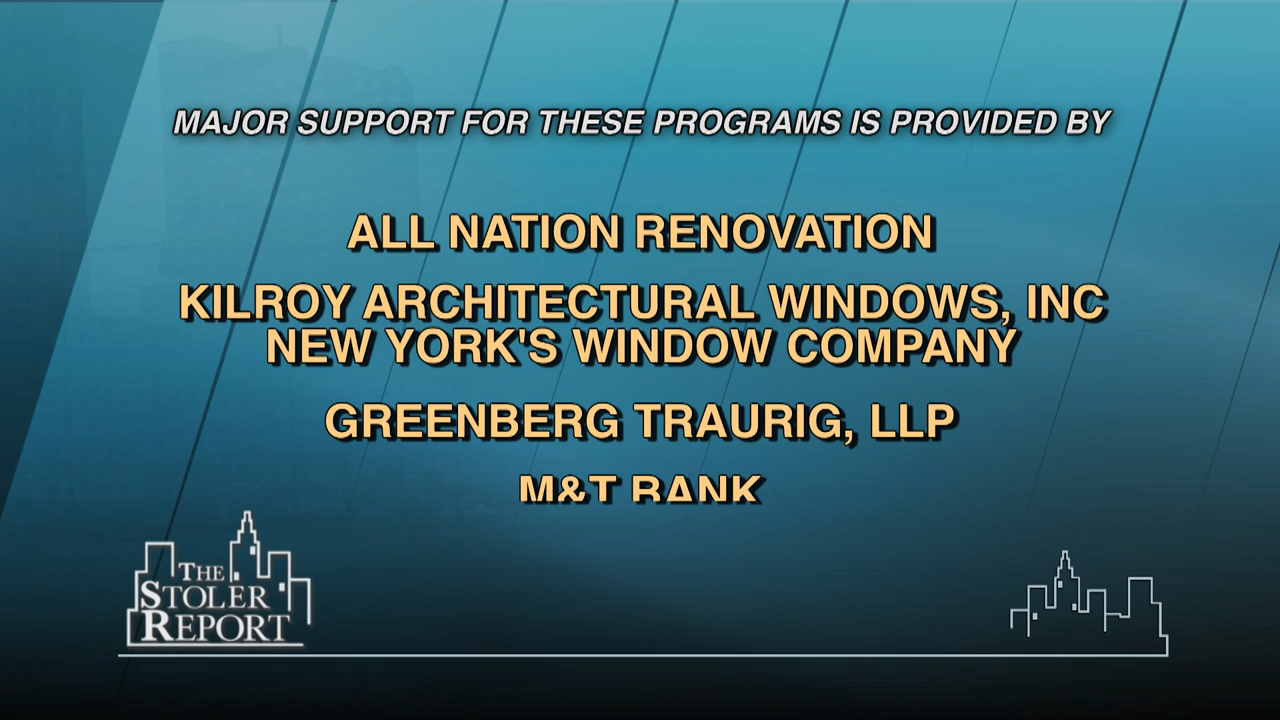 MAJOR SUPPORT FOR THESE PROGRAMS IS PROVIDED BY
ALL NATION RENOVATION
KILROY ARCHITECTURAL WINDOWS, INC
NEW YORK'S WINDOW COMPANY
GREENBERG TRAURIG, LLP
M&T BANK
THE
STOLER
REPORT